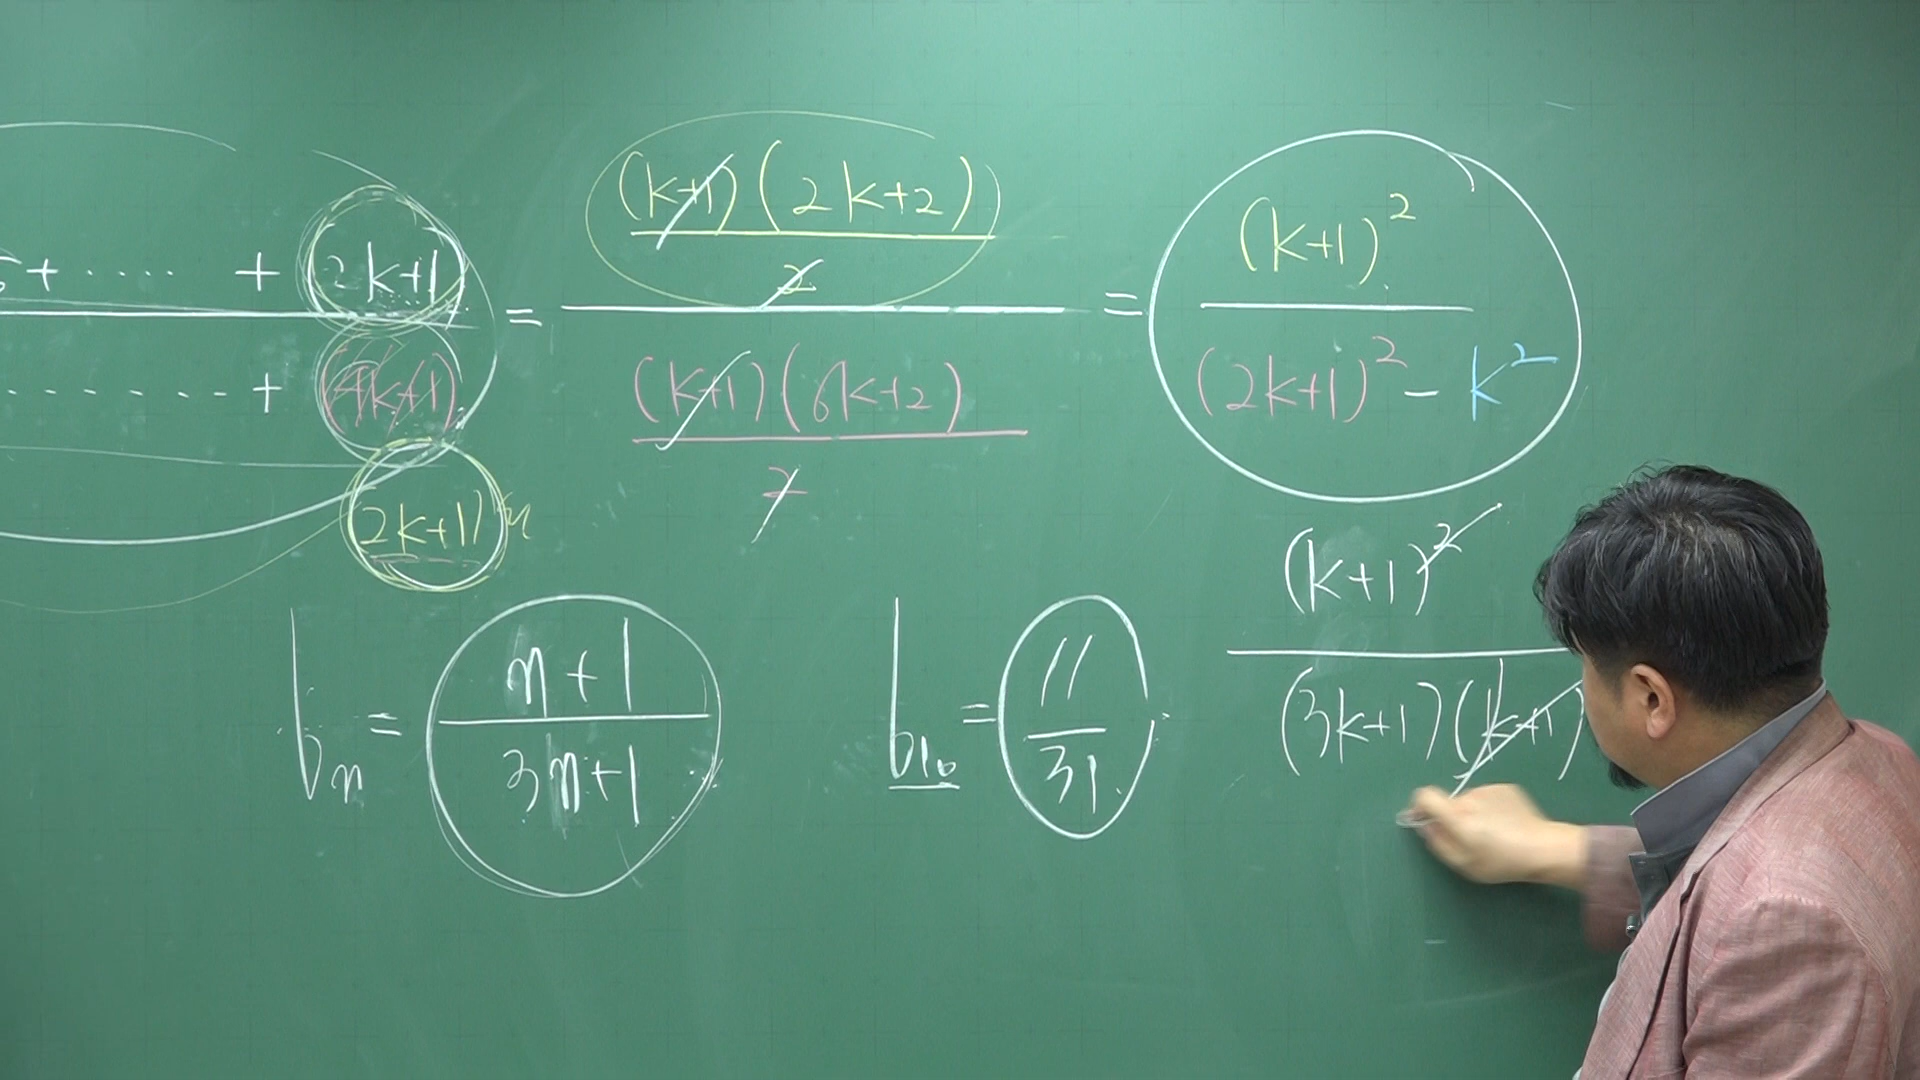 + ..... + 2k+1 = (k+1)(2k+2) / 2 = (k+1)² / (2k+1)² - k²
....... + (4k+1) (k+1)(6k+2) / 2
2k+1)
bn = n+1 / 3n+1
b10 = 11 / 31
(k+1)² / (3k+1)(k+1)